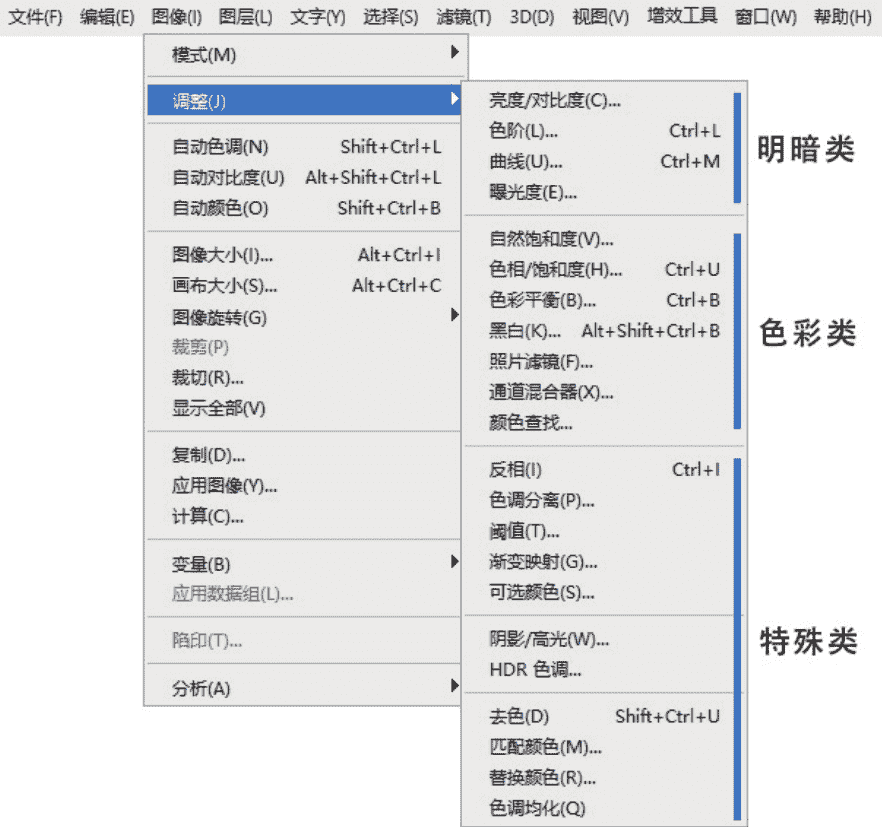 文件(F) 编辑(E) 图像(I) 图层(L) 文字(Y) 选择(S) 滤镜(T) 3D(D) 视图(V) 增效工具 窗口(W) 帮助(H)
模式(M)
调整(J)
自动色调(N) Shift+Ctrl+L
自动对比度(U) Alt+Shift+Ctrl+L
自动颜色(O) Shift+Ctrl+B
图像大小(I)... Alt+Ctrl+I
画布大小(S)... Alt+Ctrl+C
图像旋转(G)
裁剪(P)
裁切(R)...
显示全部(V)
复制(D)...
应用图像(Y)...
计算(C)...
变量(B)
应用数据组(L)...
陷印(T)...
分析(A)
亮度/对比度(C)...
色阶(L)... Ctrl+L
曲线(U)... Ctrl+M
曝光度(E)...
明暗类
自然饱和度(V)...
色相/饱和度(H)... Ctrl+U
色彩平衡(B)... Ctrl+B
黑白(K)... Alt+Shift+Ctrl+B
照片滤镜(F)...
通道混合器(X)...
颜色查找...
色彩类
反相(I) Ctrl+I
色调分离(P)...
阈值(T)...
渐变映射(G)...
可选颜色(S)...
阴影/高光(W)...
HDR 色调...
特殊类
去色(D) Shift+Ctrl+U
匹配颜色(M)...
替换颜色(R)...
色调均化(Q)